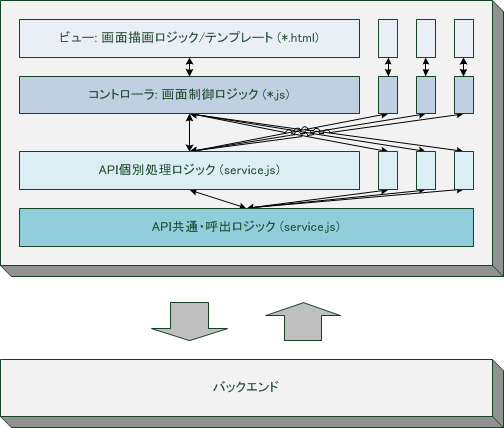 ビュー: 画面描画ロジック/テンプレート (*.html)
コントローラ: 画面制御ロジック (*.js)
API個別処理ロジック (service.js)
API共通・呼出ロジック (service.js)
バックエンド